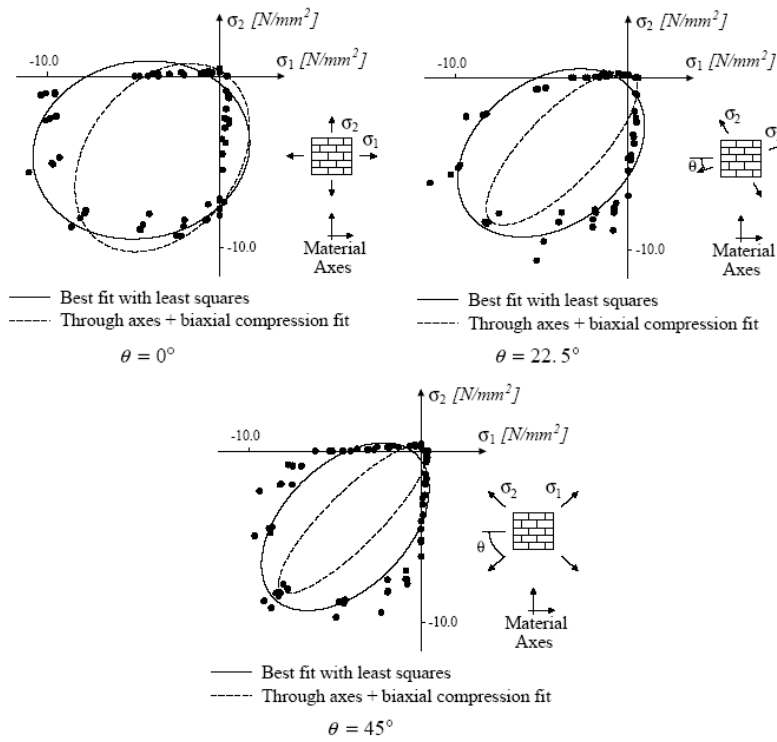 σ2 [N/mm²]
-10.0
σ1 [N/mm²]
σ2
σ1
-10.0
Material
Axes
Best fit with least squares
Through axes + biaxial compression fit
θ = 0°
σ2 [N/mm²]
-10.0
σ1 [N/mm²]
σ2
θ
-10.0
Material
Axes
Best fit with least squares
Through axes + biaxial compression fit
θ = 22. 5°
σ2 [N/mm²]
-10.0
σ1 [N/mm²]
σ2 σ1
θ
-10.0
Material
Axes
Best fit with least squares
Through axes + biaxial compression fit
θ = 45°